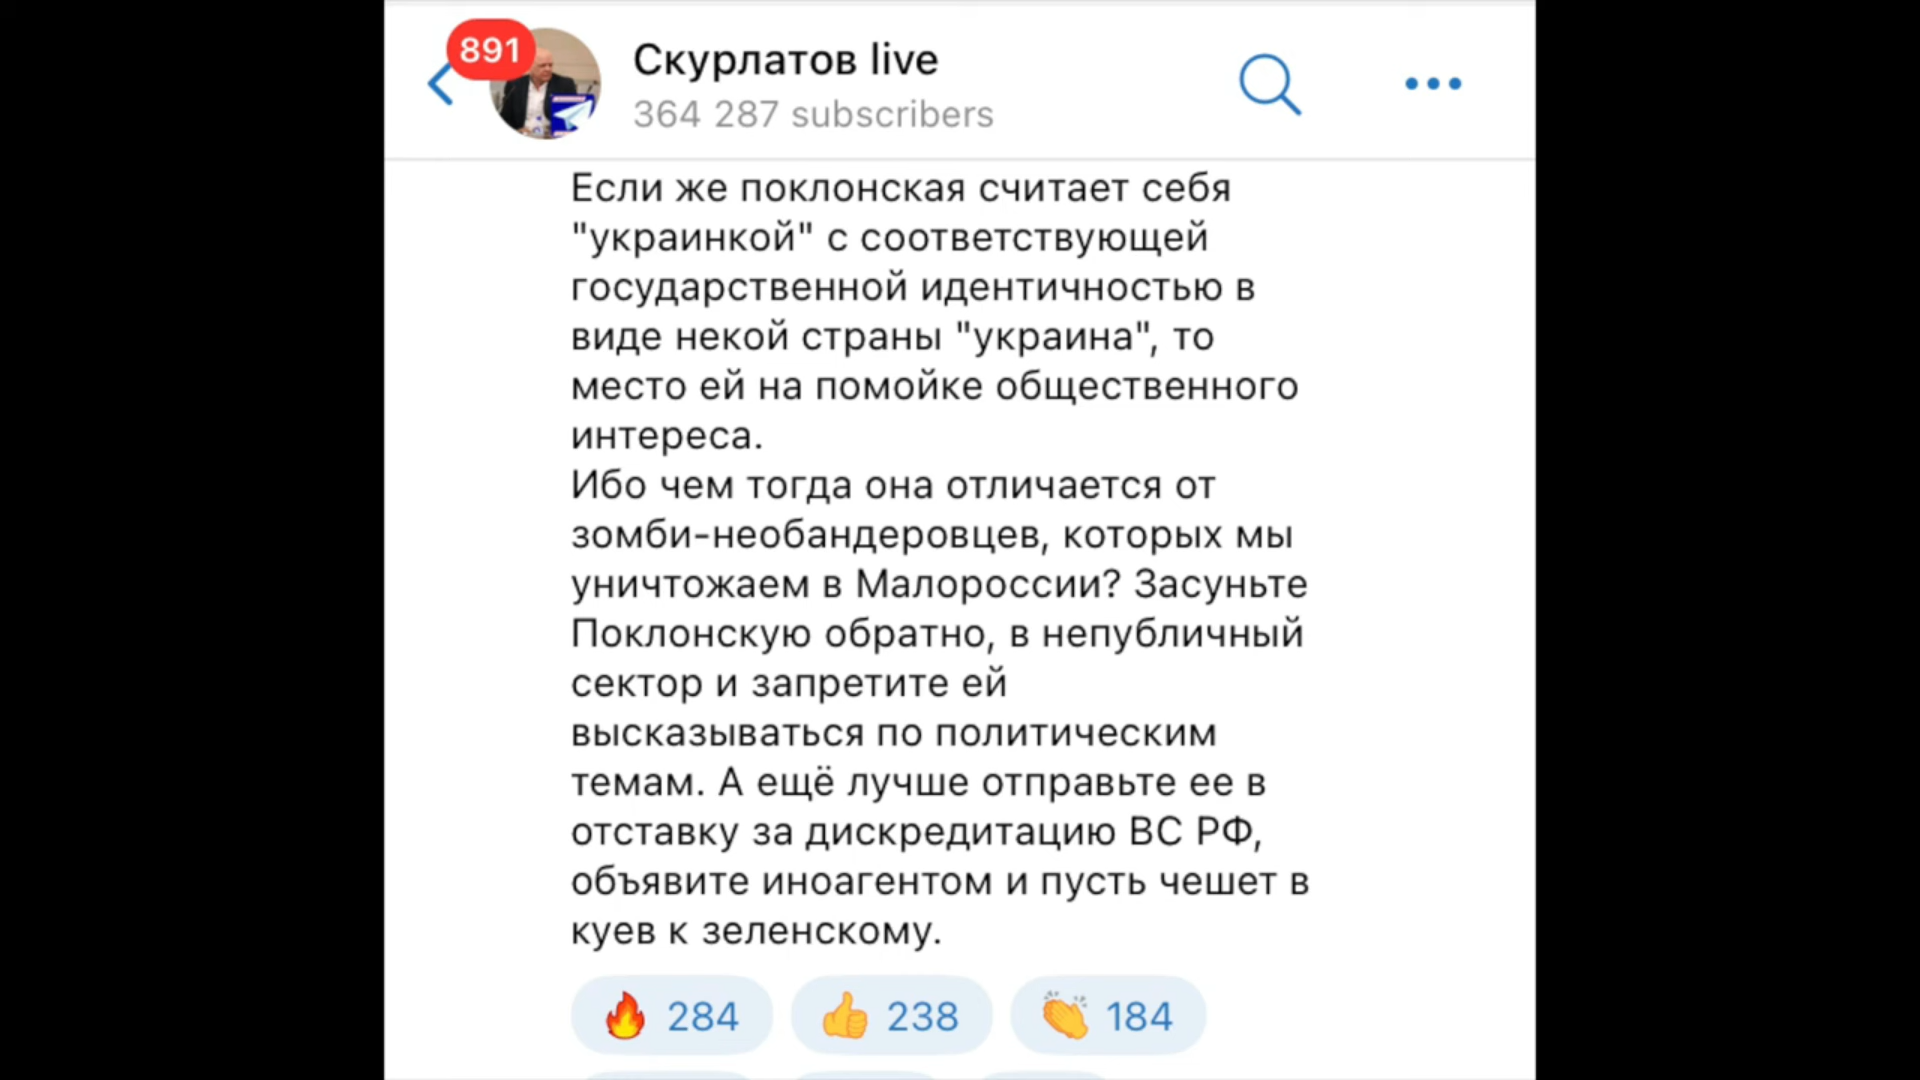 891
Скурлатов live
364 287 subscribers
Если же поклонская считает себя
"украинкой" с соответствующей
государственной идентичностью в
виде некой страны "украина", то
место ей на помойке общественного
интереса.
Ибо чем тогда она отличается от
зомби-необандеровцев, которых мы
уничтожаем в Малороссии? Засуньте
Поклонскую обратно, в непубличный
сектор и запретите ей
высказываться по политическим
темам. А ещё лучше отправьте ее в
отставку за дискредитацию ВС РФ,
объявите иноагентом и пусть чешет в
куев к зеленскому.
284 238 184